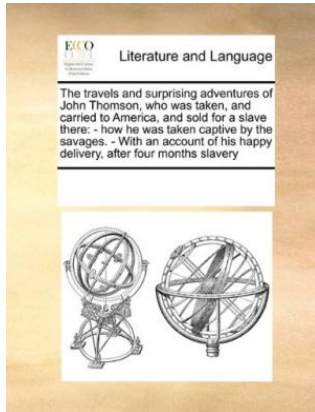 ECCO
Literature and Language
The travels and surprising adventures of
John Thomson, who was taken, and
carried to America, and sold for a slave
there: - how he was taken captive by the
savages. - With an account of his happy
delivery, after four months slavery